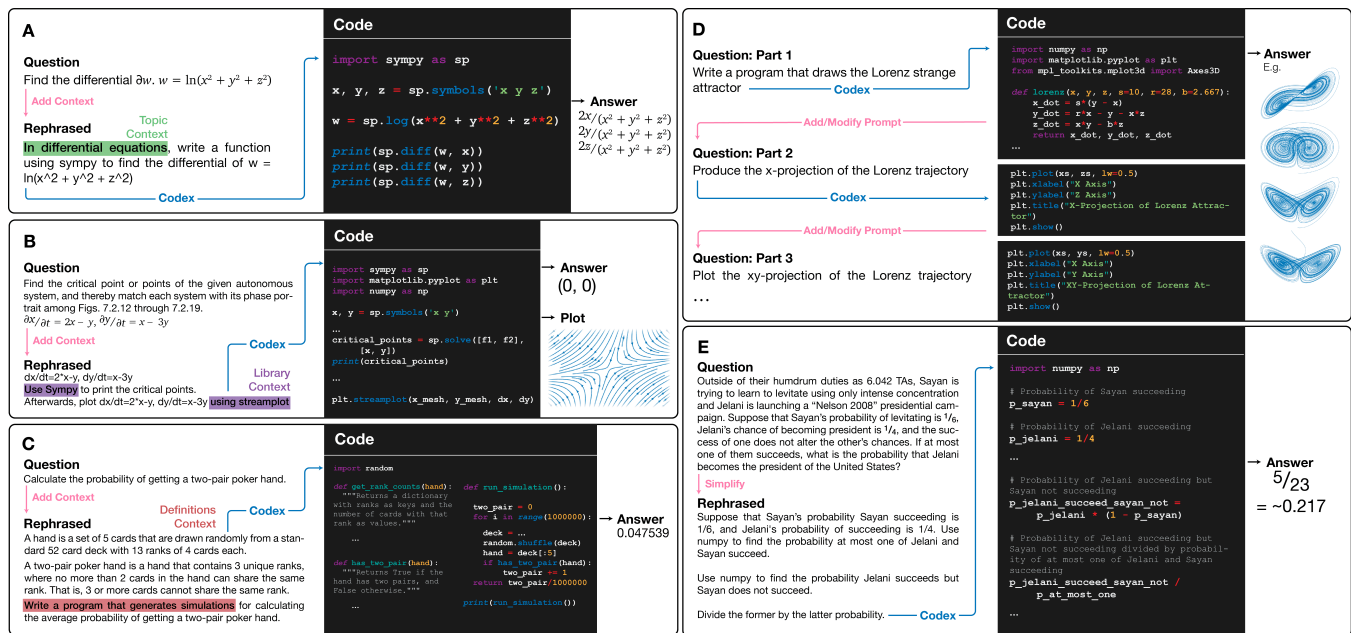 A
Question
Find the differential ∂w. w = ln(x² + y² + z²)
Add Context
Rephrased
Topic
Context
In differential equations, write a function
using sympy to find the differential of w =
ln(x^2 + y^2 + z^2)
Codex
Code
import sympy as sp
x, y, z = sp.symbols('x y z')
w = sp.log(x**2 + y**2 + z**2)
print(sp.diff(w, x))
print(sp.diff(w, y))
print(sp.diff(w, z))
Answer
2x/(x² + y² + z²)
2y/(x² + y² + z²)
2z/(x² + y² + z²)
B
Question
Find the critical point or points of the given autonomous
system, and thereby match each system with its phase por-
trait among Figs. 7.2.12 through 7.2.19.
∂x/∂t = 2x − y, ∂y/∂t = x − 3y
Add Context
Codex
Rephrased
Library
Context
dx/dt=2*x-y, dy/dt=x-3y
Use Sympy to print the critical points.
Afterwards, plot dx/dt=2*x-y, dy/dt=x-3y using streamplot
Code
import sympy as sp
import matplotlib.pyplot as plt
import numpy as np
x, y = sp.symbols('x y')
...
critical_points = sp.solve([f1, f2],
[x, y])
print(critical_points)
...
plt.streamplot(x_mesh, y_mesh, dx, dy)
Answer
(0, 0)
Plot
C
Question
Calculate the probability of getting a two-pair poker hand.
Add Context
Definitions
Context
Codex
Rephrased
A hand is a set of 5 cards that are drawn randomly from a stan-
dard 52 card deck with 13 ranks of 4 cards each.
A two-pair poker hand is a hand that contains 3 unique ranks,
where no more than 2 cards in the hand can share the same
rank. That is, 3 or more cards cannot share the same rank.
Write a program that generates simulations for calculating
the average probability of getting a two-pair poker hand.
Code
import random
def get_rank_counts(hand):
"""Returns a dictionary
with ranks as keys and the
number of cards with that
rank as values."""
...
def has_two_pair(hand):
"""Returns True if the
hand has two pairs, and
False otherwise."""
...
def run_simulation():
two_pair = 0
for i in range(1000000):
deck = …
random.shuffle(deck)
hand = deck[:5]
if has_two_pair(hand):
two_pair += 1
return two_pair/1000000
print(run_simulation())
Answer
0.047539
D
Question: Part 1
Write a program that draws the Lorenz strange
attractor
Codex
Add/Modify Prompt
Question: Part 2
Produce the x-projection of the Lorenz trajectory
Codex
Add/Modify Prompt
Question: Part 3
Plot the xy-projection of the Lorenz trajectory
...
Code
import numpy as np
import matplotlib.pyplot as plt
from mpl_toolkits.mplot3d import Axes3D
def lorenz(x, y, z, s=10, r=28, b=2.667):
x_dot = s*(y - x)
y_dot = r*x - y - x*z
z_dot = x*y - b*z
return x_dot, y_dot, z_dot
...
plt.plot(xs, zs, lw=0.5)
plt.xlabel("X Axis")
plt.ylabel("Z Axis")
plt.title("X-Projection of Lorenz Attrac-
tor")
plt.show()
plt.plot(xs, ys, lw=0.5)
plt.xlabel("X Axis")
plt.ylabel("Y Axis")
plt.title("XY-Projection of Lorenz At-
tractor")
plt.show()
Answer
E.g.
E
Question
Outside of their humdrum duties as 6.042 TAs, Sayan is
trying to learn to levitate using only intense concentration
and Jelani is launching a “Nelson 2008” presidential cam-
paign. Suppose that Sayan's probability of levitating is 1/6,
Jelani's chance of becoming president is 1/4, and the suc-
cess of one does not alter the other's chances. If at most
one of them succeeds, what is the probability that Jelani
becomes the president of the United States?
Simplify
Rephrased
Suppose that Sayan's probability Sayan succeeding is
1/6, and Jelani's probability of succeeding is 1/4. Use
numpy to find the probability at most one of Jelani and
Sayan succeed.
Use numpy to find the probability Jelani succeeds but
Sayan does not succeed.
Divide the former by the latter probability.
Codex
Code
import numpy as np
# Probability of Sayan succeeding
p_sayan = 1/6
# Probability of Jelani succeeding
p_jelani = 1/4
...
# Probability of Jelani succeeding but
Sayan not succeeding
p_jelani_succeed_sayan_not =
p_jelani * (1 - p_sayan)
# Probability of Jelani succeeding but
Sayan not succeeding divided by probabil-
ity of at most one of Jelani and Sayan
succeeding
p_jelani_succeed_sayan_not /
p_at_most_one
...
Answer
5/23
= ~0.217